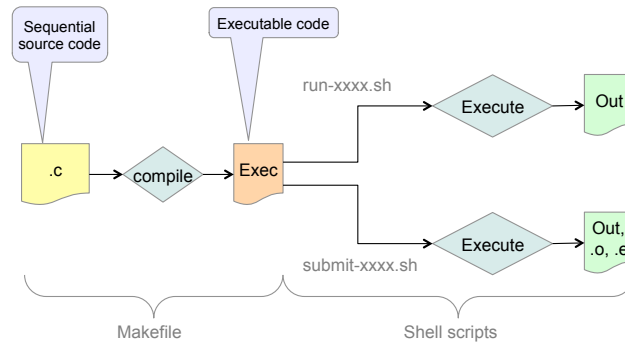 Sequential
source code
Executable code
run-xxxx.sh
Execute
Out
.c
compile
Exec
Execute
Out,
.o, .e
submit-xxxx.sh
Makefile
Shell scripts